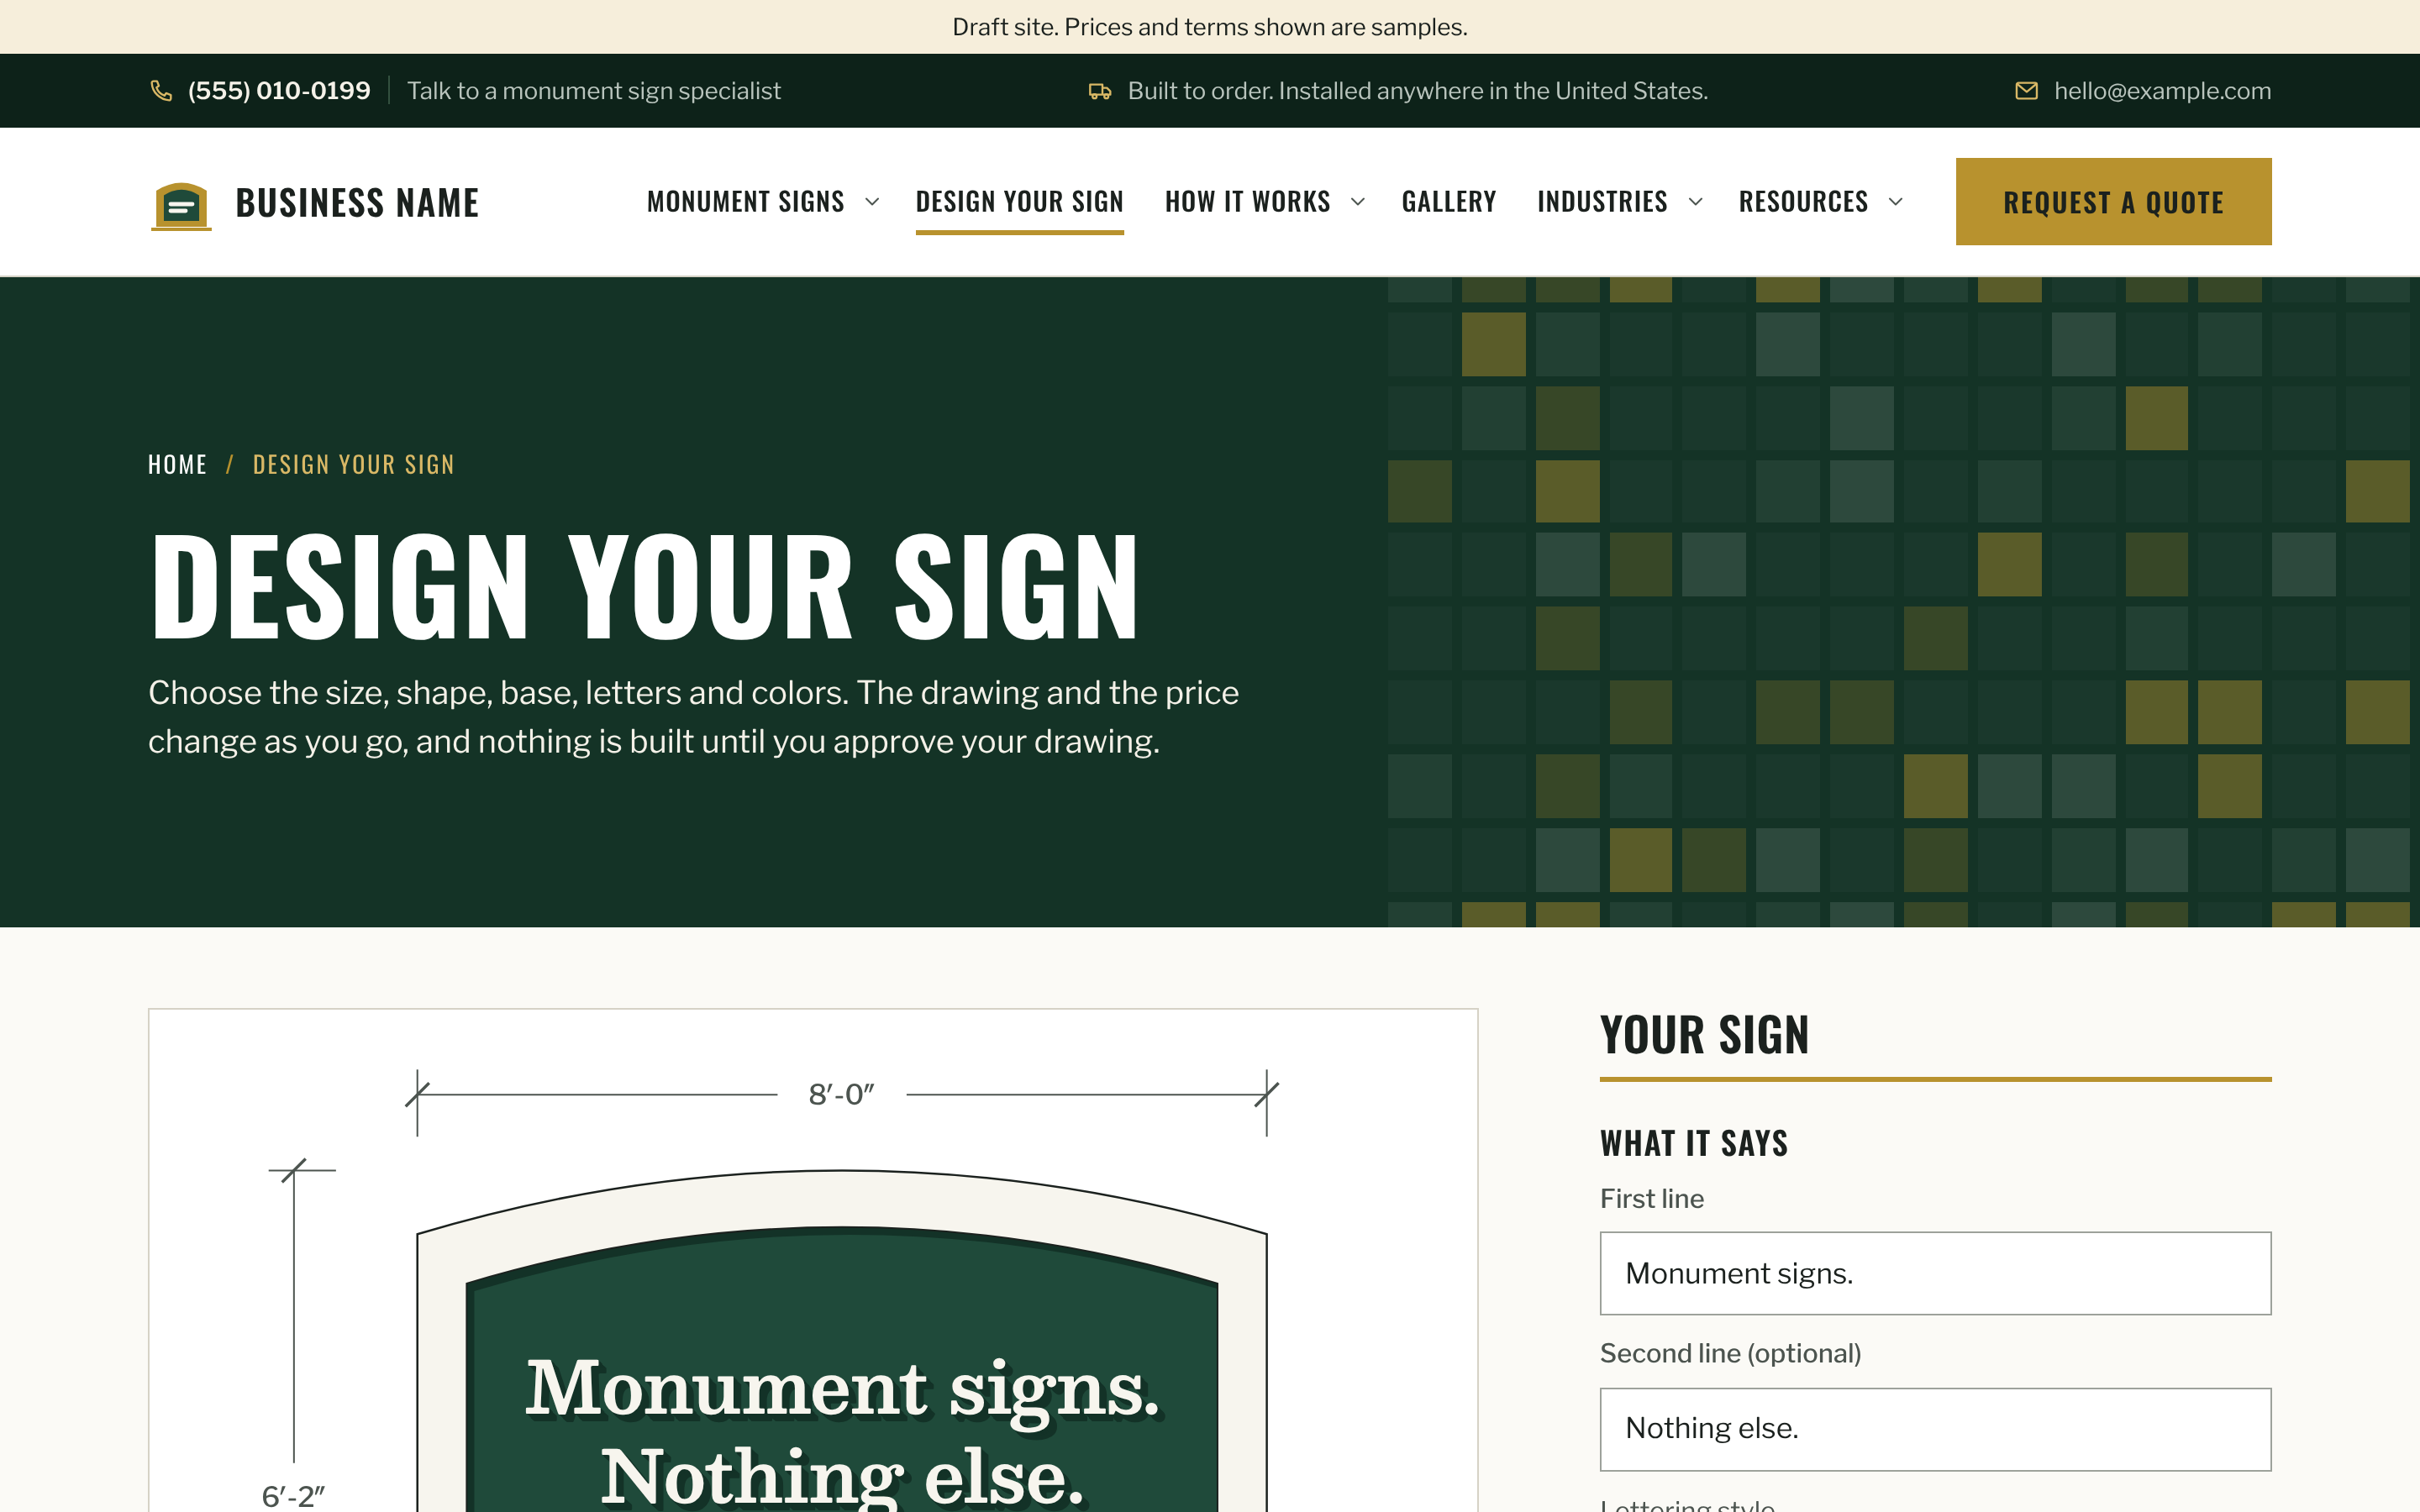 Draft site. Prices and terms shown are samples.
(555) 010-0199
Talk to a monument sign specialist
Built to order. Installed anywhere in the United States.
hello@example.com
BUSINESS NAME
MONUMENT SIGNS
DESIGN YOUR SIGN
HOW IT WORKS
GALLERY
INDUSTRIES
RESOURCES
REQUEST A QUOTE
HOME / DESIGN YOUR SIGN
DESIGN YOUR SIGN
Choose the size, shape, base, letters and colors. The drawing and the price
change as you go, and nothing is built until you approve your drawing.
8′-0″
6′-2″
Monument signs.
Nothing else.
YOUR SIGN
WHAT IT SAYS
First line
Monument signs.
Second line (optional)
Nothing else.
Lettering style